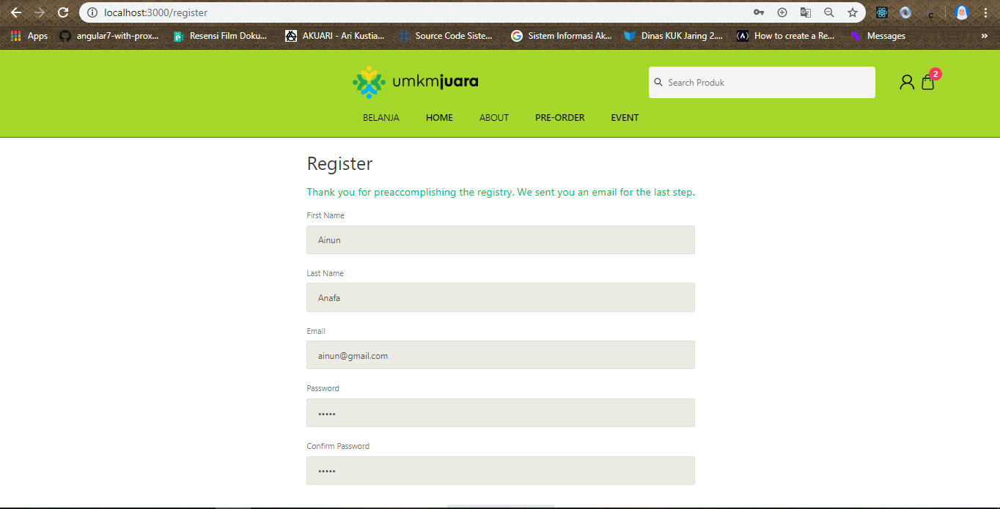 localhost:3000/register
Apps angular7-with-prox... Resensi Film Doku... AKUARI - Ari Kustia... Source Code Siste... Sistem Informasi Ak... Dinas KUK Jaring 2.... How to create a Re... Messages »
umkmjuara
Search Produk
2
BELANJA HOME ABOUT PRE-ORDER EVENT
Register
Thank you for preaccomplishing the registry. We sent you an email for the last step.
First Name
Ainun
Last Name
Anafa
Email
ainun@gmail.com
Password
•••••
Confirm Password
•••••